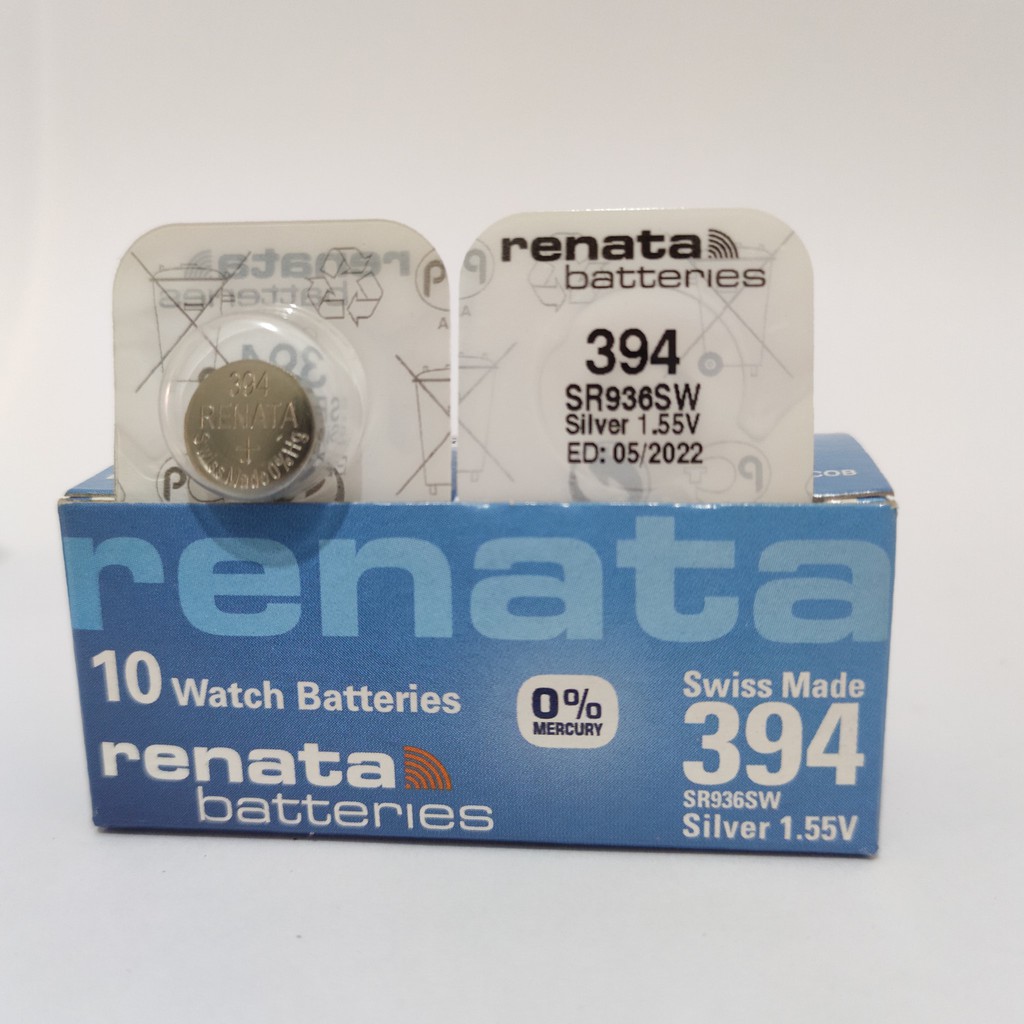 renata
batteries
394
SR936SW
Silver 1.55V
ED: 05/2022
394
RENATA
Swiss Made 0%Hg
renata
10 Watch Batteries
0%
MERCURY
renata
batteries
Swiss Made
394
SR936SW
Silver 1.55V